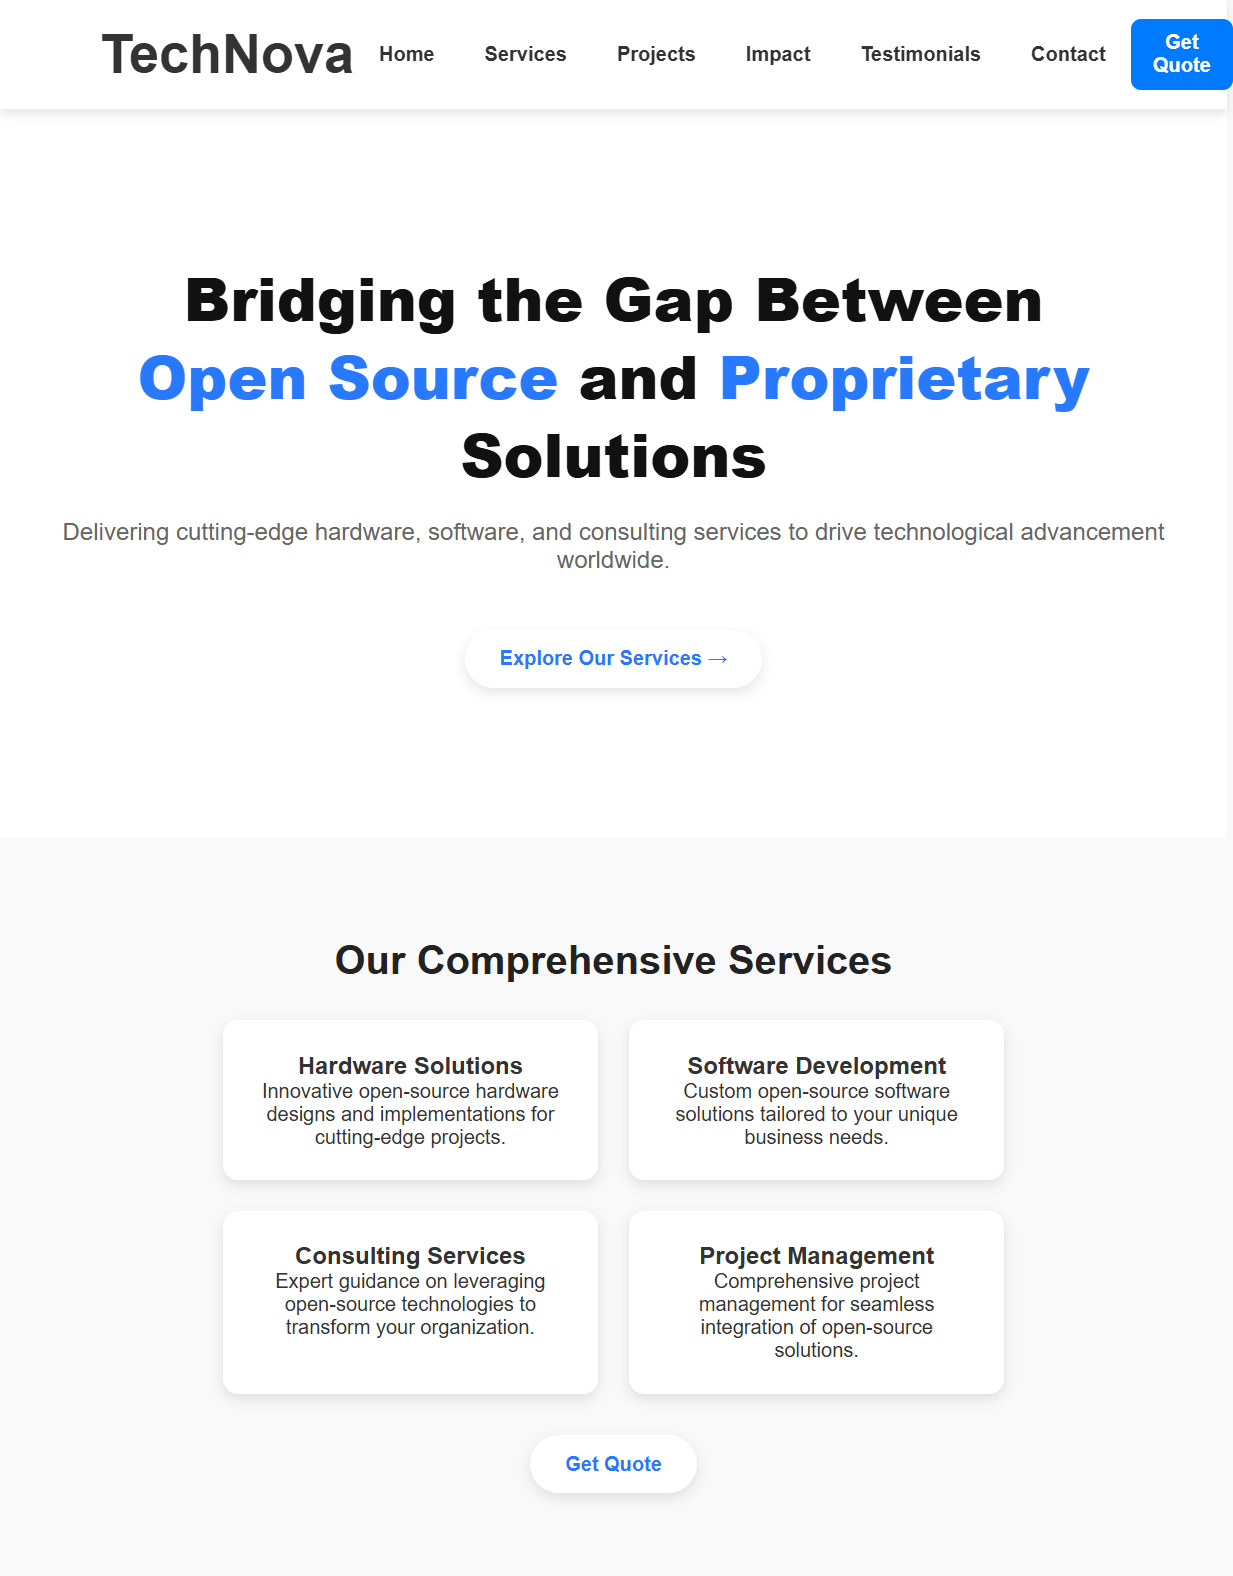 TechNova
Home
Services
Projects
Impact
Testimonials
Contact
Get
Quote
Bridging the Gap Between
Open Source and Proprietary
Solutions
Delivering cutting-edge hardware, software, and consulting services to drive technological advancement
worldwide.
Explore Our Services →
Our Comprehensive Services
Hardware Solutions
Innovative open-source hardware
designs and implementations for
cutting-edge projects.
Software Development
Custom open-source software
solutions tailored to your unique
business needs.
Consulting Services
Expert guidance on leveraging
open-source technologies to
transform your organization.
Project Management
Comprehensive project
management for seamless
integration of open-source
solutions.
Get Quote